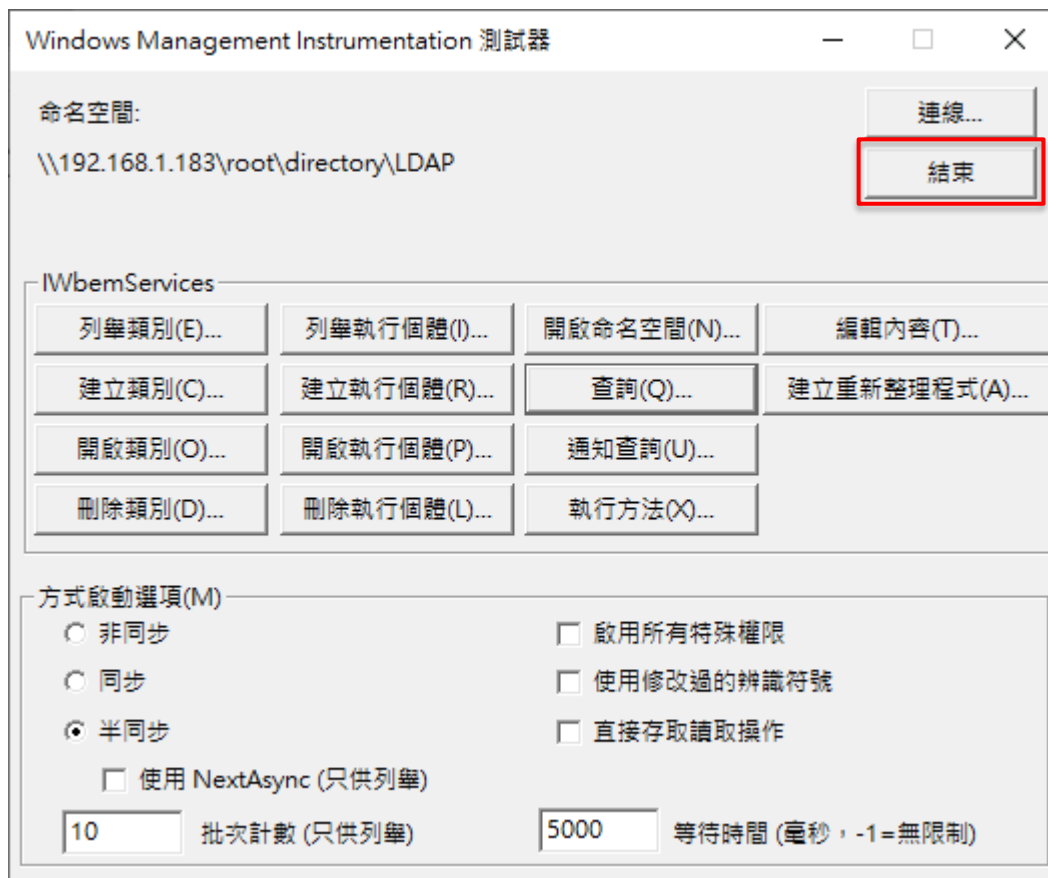 Windows Management Instrumentation 測試器
命名空間:
連線...
\\192.168.1.183\root\directory\LDAP
結束
IWbemServices
列舉類別(E)...
列舉執行個體(I)...
開啟命名空間(N)...
編輯內容(T)...
建立類別(C)...
建立執行個體(R)...
查詢(Q)...
建立重新整理程式(A)...
開啟類別(O)...
開啟執行個體(P)...
通知查詢(U)...
刪除類別(D)...
刪除執行個體(L)...
執行方法(X)...
方式啟動選項(M)
非同步
啟用所有特殊權限
同步
使用修改過的辨識符號
半同步
直接存取讀取操作
使用 NextAsync (只供列舉)
10
批次計數 (只供列舉)
5000
等待時間 (毫秒，-1=無限制)